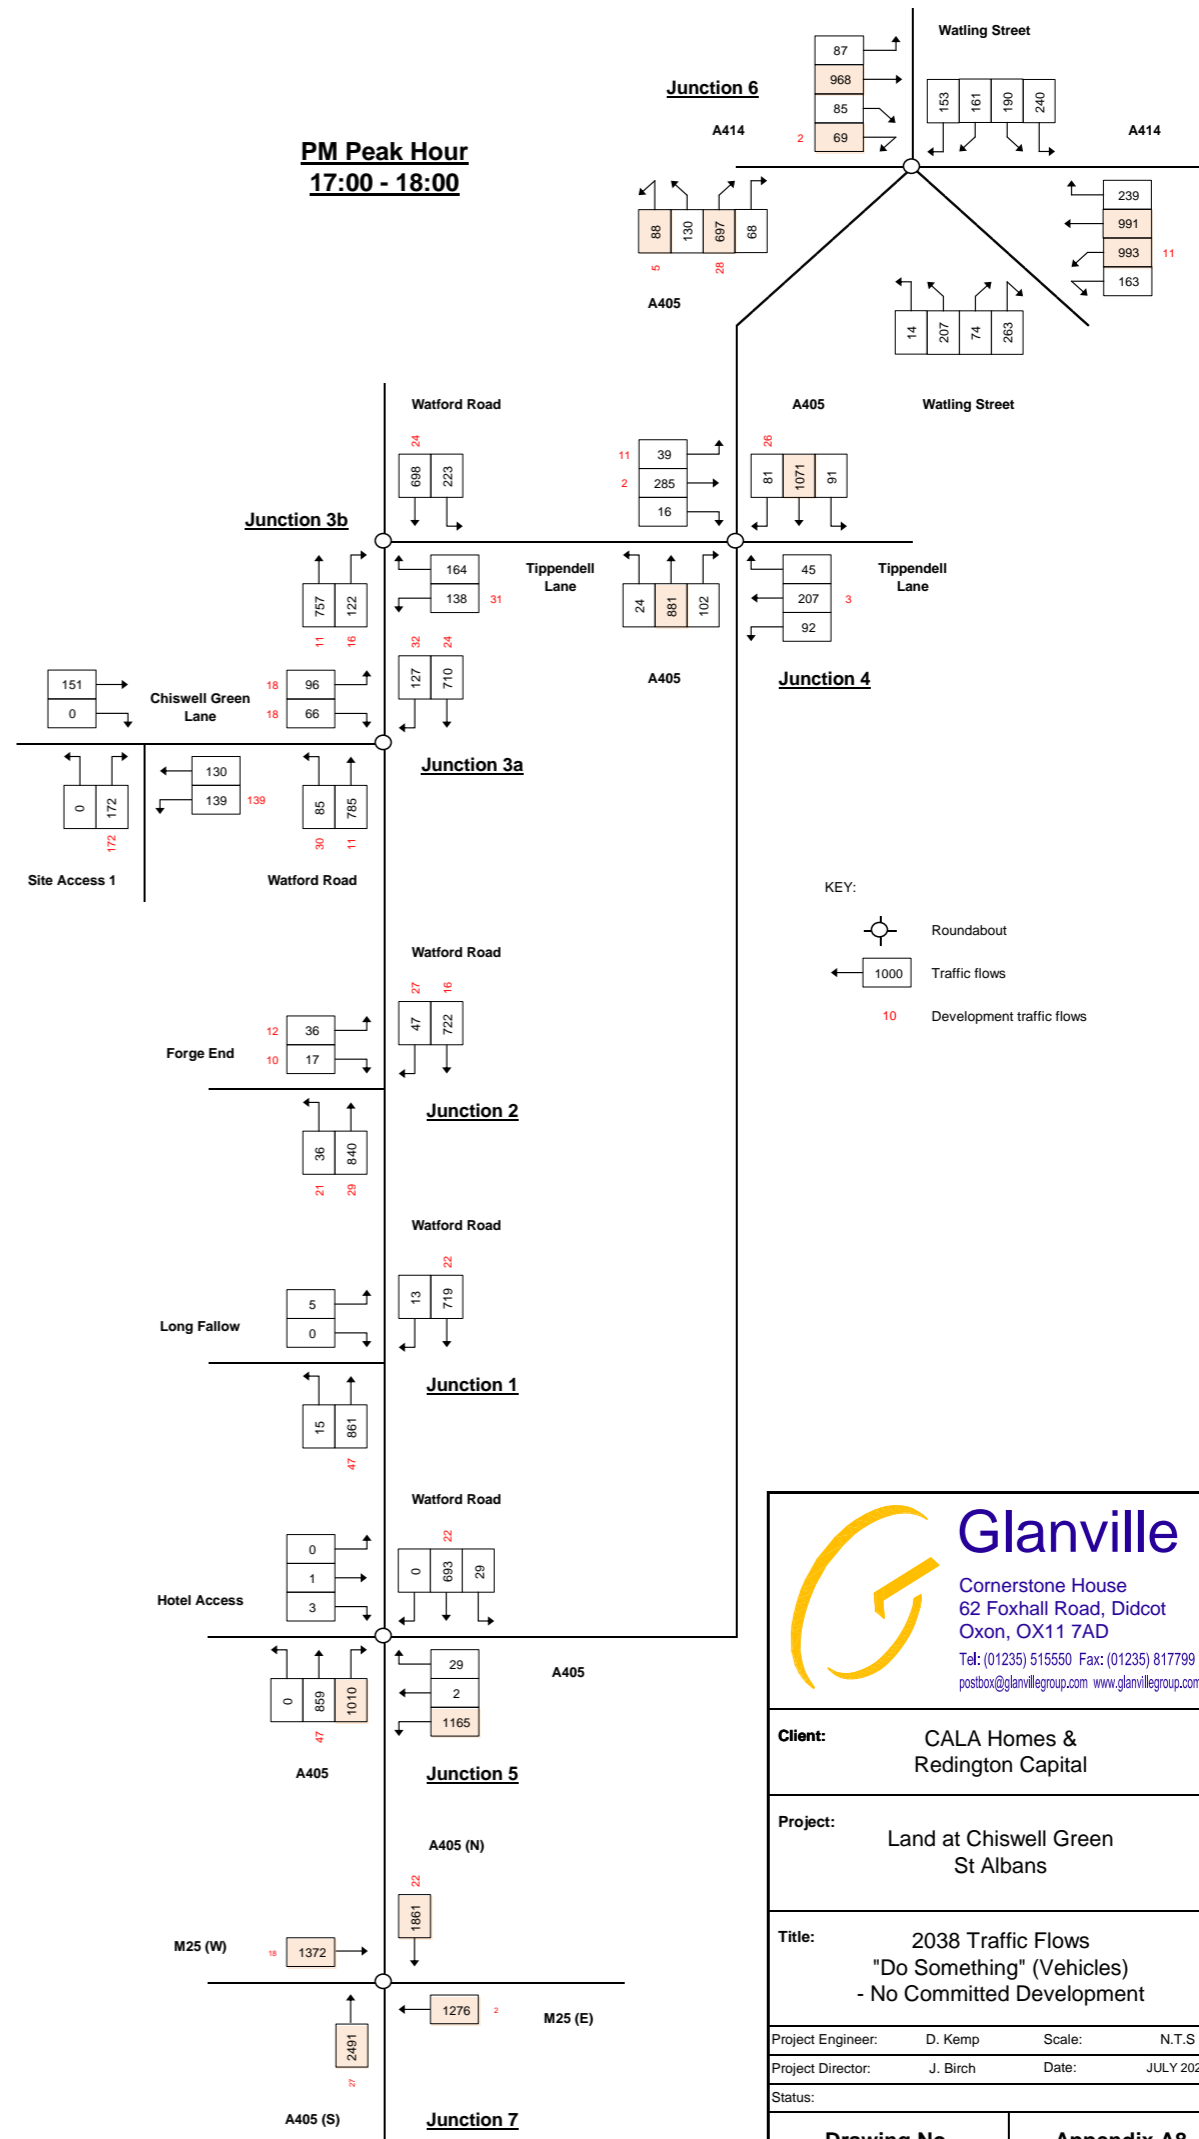 PM Peak Hour
17:00 - 18:00
Watling Street
Junction 6
A414
87
968
85
2 69
153 161 190 240
A414
88 130 697 68
5 28
A405
239
991
993 11
163
14 207 74 263
Watling Street
Watford Road
24
698 223
Junction 3b
757 122
11 16
164
138 31
Tippendell
Lane
11 39
2 285
16
A405
26
81 1071 91
24 881 102
A405
45
207 3
92
Tippendell
Lane
Junction 4
151
0
Chiswell Green
Lane
18 96
18 66
32 24
127 710
Junction 3a
0 172
172
130
139 139
85 785
30 11
Site Access 1
Watford Road
KEY:
Roundabout
1000 Traffic flows
10 Development traffic flows
Watford Road
27 16
47 722
Forge End
12 36
10 17
36 840
21 29
Junction 2
Watford Road
22
13 719
Long Fallow
5
0
15 861
47
Junction 1
Watford Road
22
0 693 29
Hotel Access
0
1
3
0 859 1010
47
A405
29
2
1165
A405
Junction 5
A405 (N)
22
1861
M25 (W)
18 1372
1276 2
M25 (E)
2491
27
A405 (S)
Junction 7
Glanville
Cornerstone House
62 Foxhall Road, Didcot
Oxon, OX11 7AD
Tel: (01235) 515550 Fax: (01235) 817799
postbox@glanvillegroup.com www.glanvillegroup.com
Client:
CALA Homes &
Redington Capital
Project:
Land at Chiswell Green
St Albans
Title:
2038 Traffic Flows
"Do Something" (Vehicles)
- No Committed Development
Project Engineer: D. Kemp Scale: N.T.S
Project Director: J. Birch Date: JULY 202
Status:
Drawing No
Appendix A8